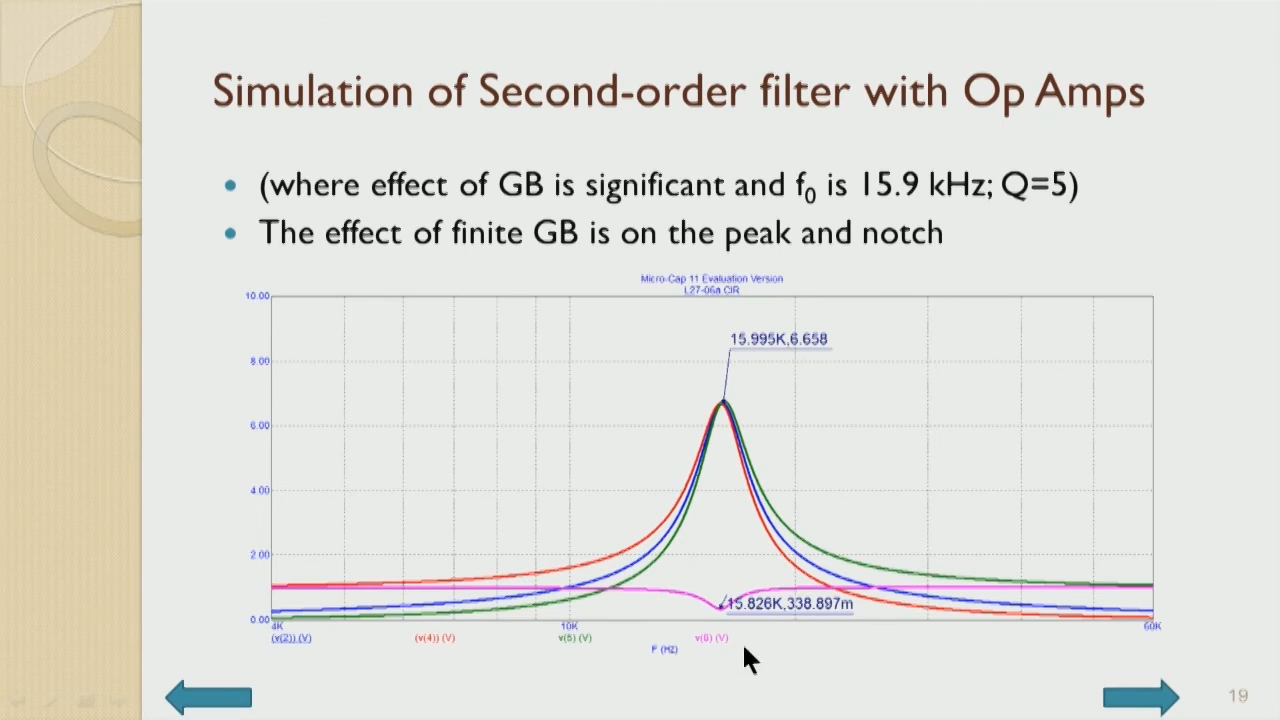 Simulation of Second-order filter with Op Amps
(where effect of GB is significant and f0 is 15.9 kHz; Q=5)
The effect of finite GB is on the peak and notch
Micro-Cap 11 Evaluation Version
L27-06a.CIR
10.00
15.995K,6.658
8.00
6.00
4.00
2.00
15.826K,338.897m
0.00
4K 10K 60K
(v(2)) (V) (v(4)) (V) v(5) (V) v(6) (V)
F (Hz)
19